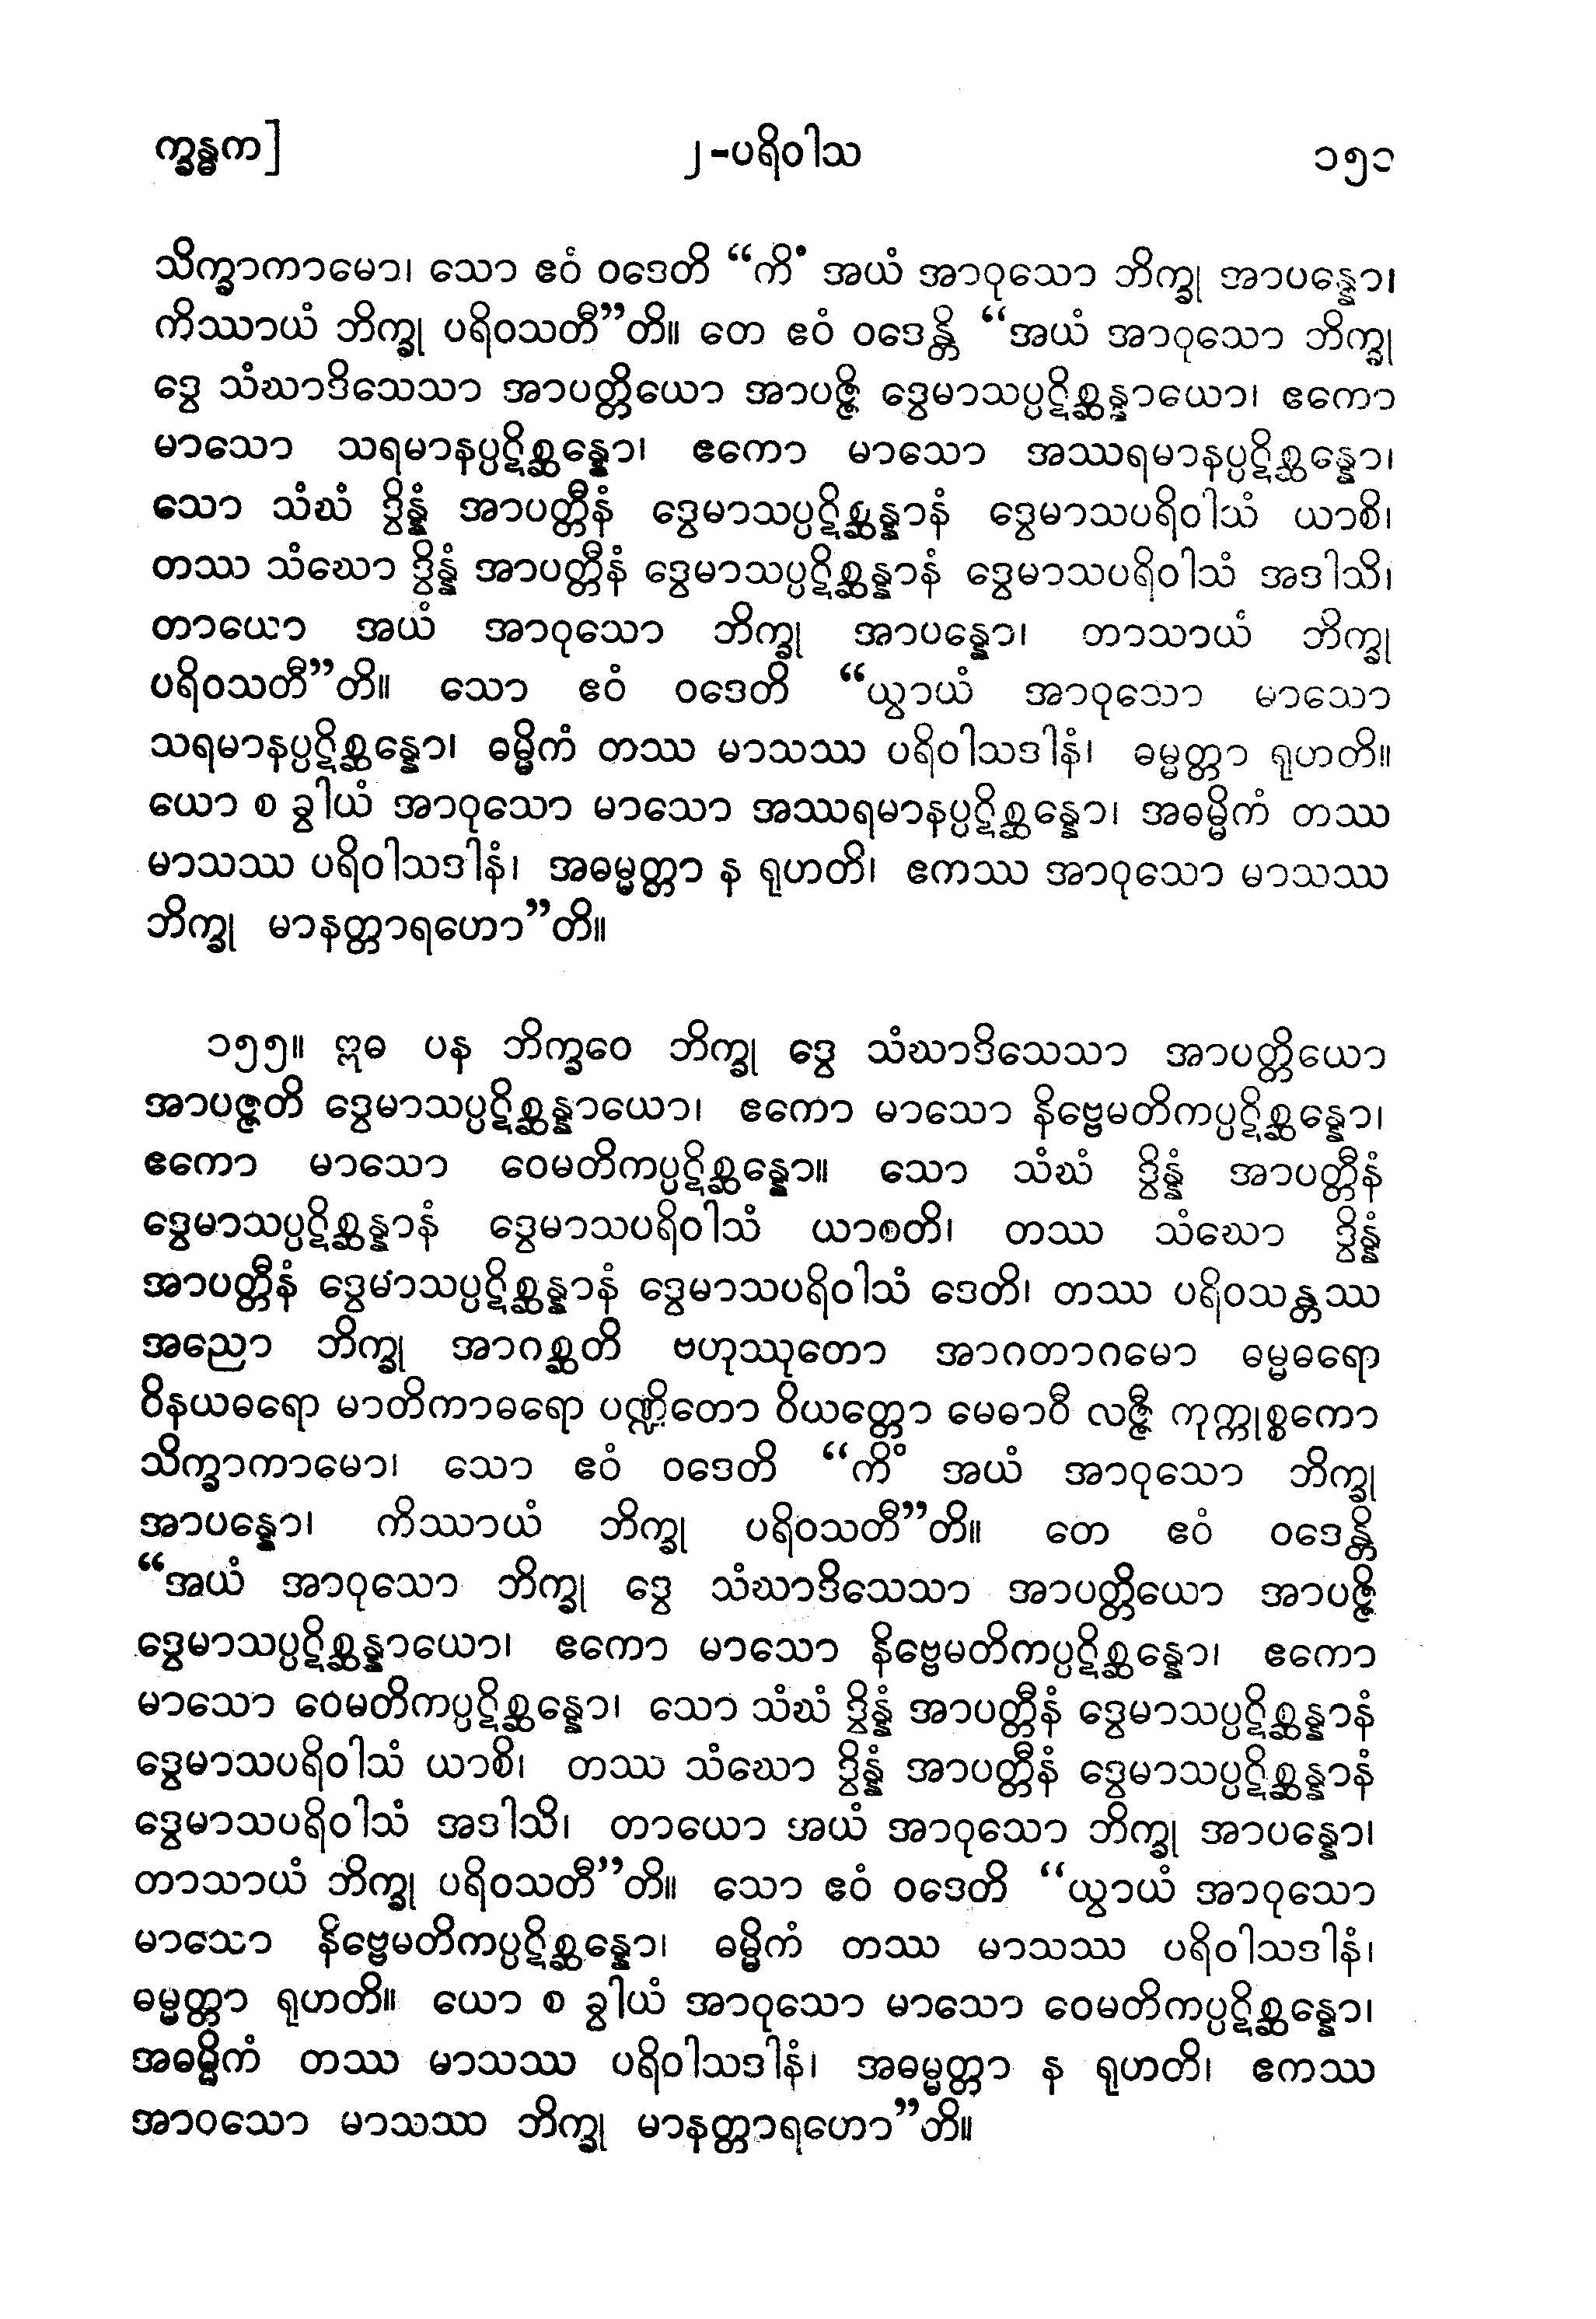 က္ခန္ဓက]
၂-ပရိဝါသ
၁၅၁
သိက္ခာကာမော၊ သော ဧဝံ ဝဒေတိ “ကိံ အယံ အာဝုသော ဘိက္ခု အာပန္နော၊
ကိဿာယံ ဘိက္ခု ပရိဝသတီ”တိ။ တေ ဧဝံ ဝဒေန္တိ “အယံ အာဝုသော ဘိက္ခု
ဒွေ သံဃာဒိသေသာ အာပတ္တိယော အာပဇ္ဇိ ဒွေမာသပ္ပဋိစ္ဆန္နာယော၊ ဧကော
မာသော သရမာနပ္ပဋိစ္ဆန္နော၊ ဧကော မာသော အဿရမာနပ္ပဋိစ္ဆန္နော၊
သော သံဃံ ဒွိန္နံ အာပတ္တီနံ ဒွေမာသပ္ပဋိစ္ဆန္နာနံ ဒွေမာသပရိဝါသံ ယာစိ၊
တဿ သံဃော ဒွိန္နံ အာပတ္တီနံ ဒွေမာသပ္ပဋိစ္ဆန္နာနံ ဒွေမာသပရိဝါသံ အဒါသိ၊
တာယော အယံ အာဝုသော ဘိက္ခု အာပန္နော၊ တာသာယံ ဘိက္ခု
ပရိဝသတီ”တိ။ သော ဧဝံ ဝဒေတိ “ယွာယံ အာဝုသော မာသော
သရမာနပ္ပဋိစ္ဆန္နော၊ ဓမ္မိကံ တဿ မာသဿ ပရိဝါသဒါနံ၊ ဓမ္မတ္တာ ရုဟတိ။
ယော စ ခွါယံ အာဝုသော မာသော အဿရမာနပ္ပဋိစ္ဆန္နော၊ အဓမ္မိကံ တဿ
မာသဿ ပရိဝါသဒါနံ၊ အဓမ္မတ္တာ န ရုဟတိ၊ ဧကဿ အာဝုသော မာသဿ
ဘိက္ခု မာနတ္တာရဟော”တိ။
၁၅၅။ ဣဓ ပန ဘိက္ခဝေ ဘိက္ခု ဒွေ သံဃာဒိသေသာ အာပတ္တိယော
အာပဇ္ဇတိ ဒွေမာသပ္ပဋိစ္ဆန္နာယော၊ ဧကော မာသော နိဗ္ဗေမတိကပ္ပဋိစ္ဆန္နော၊
ဧကော မာသော ဝေမတိကပ္ပဋိစ္ဆန္နော။ သော သံဃံ ဒွိန္နံ အာပတ္တီနံ
ဒွေမာသပ္ပဋိစ္ဆန္နာနံ ဒွေမာသပရိဝါသံ ယာစတိ၊ တဿ သံဃော ဒွိန္နံ
အာပတ္တီနံ ဒွေမာသပ္ပဋိစ္ဆန္နာနံ ဒွေမာသပရိဝါသံ ဒေတိ၊ တဿ ပရိဝသန္တဿ
အညော ဘိက္ခု အာဂစ္ဆတိ ဗဟုဿုတော အာဂတာဂမော ဓမ္မဓရော
ဝိနယဓရော မာတိကာဓရော ပဏ္ဍိတော ဝိယတ္တော မေဓာဝီ လဇ္ဇီ ကုက္ကုစ္စကော
သိက္ခာကာမော၊ သော ဧဝံ ဝဒေတိ “ကိံ အယံ အာဝုသော ဘိက္ခု
အာပန္နော၊ ကိဿာယံ ဘိက္ခု ပရိဝသတီ”တိ။ တေ ဧဝံ ဝဒေန္တိ
“အယံ အာဝုသော ဘိက္ခု ဒွေ သံဃာဒိသေသာ အာပတ္တိယော အာပဇ္ဇိ
ဒွေမာသပ္ပဋိစ္ဆန္နာယော၊ ဧကော မာသော နိဗ္ဗေမတိကပ္ပဋိစ္ဆန္နော၊ ဧကော
မာသော ဝေမတိကပ္ပဋိစ္ဆန္နော၊ သော သံဃံ ဒွိန္နံ အာပတ္တီနံ ဒွေမာသပ္ပဋိစ္ဆန္နာနံ
ဒွေမာသပရိဝါသံ ယာစိ၊ တဿ သံဃော ဒွိန္နံ အာပတ္တီနံ ဒွေမာသပ္ပဋိစ္ဆန္နာနံ
ဒွေမာသပရိဝါသံ အဒါသိ၊ တာယော အယံ အာဝုသော ဘိက္ခု အာပန္နော၊
တာသာယံ ဘိက္ခု ပရိဝသတီ”တိ။ သော ဧဝံ ဝဒေတိ “ယွာယံ အာဝုသော
မာသော နိဗ္ဗေမတိကပ္ပဋိစ္ဆန္နော၊ ဓမ္မိကံ တဿ မာသဿ ပရိဝါသဒါနံ၊
ဓမ္မတ္တာ ရုဟတိ။ ယော စ ခွါယံ အာဝုသော မာသော ဝေမတိကပ္ပဋိစ္ဆန္နော၊
အဓမ္မိကံ တဿ မာသဿ ပရိဝါသဒါနံ၊ အဓမ္မတ္တာ န ရုဟတိ၊ ဧကဿ
အာဝသော မာသဿ ဘိက္ခု မာနတ္တာရဟော”တိ။